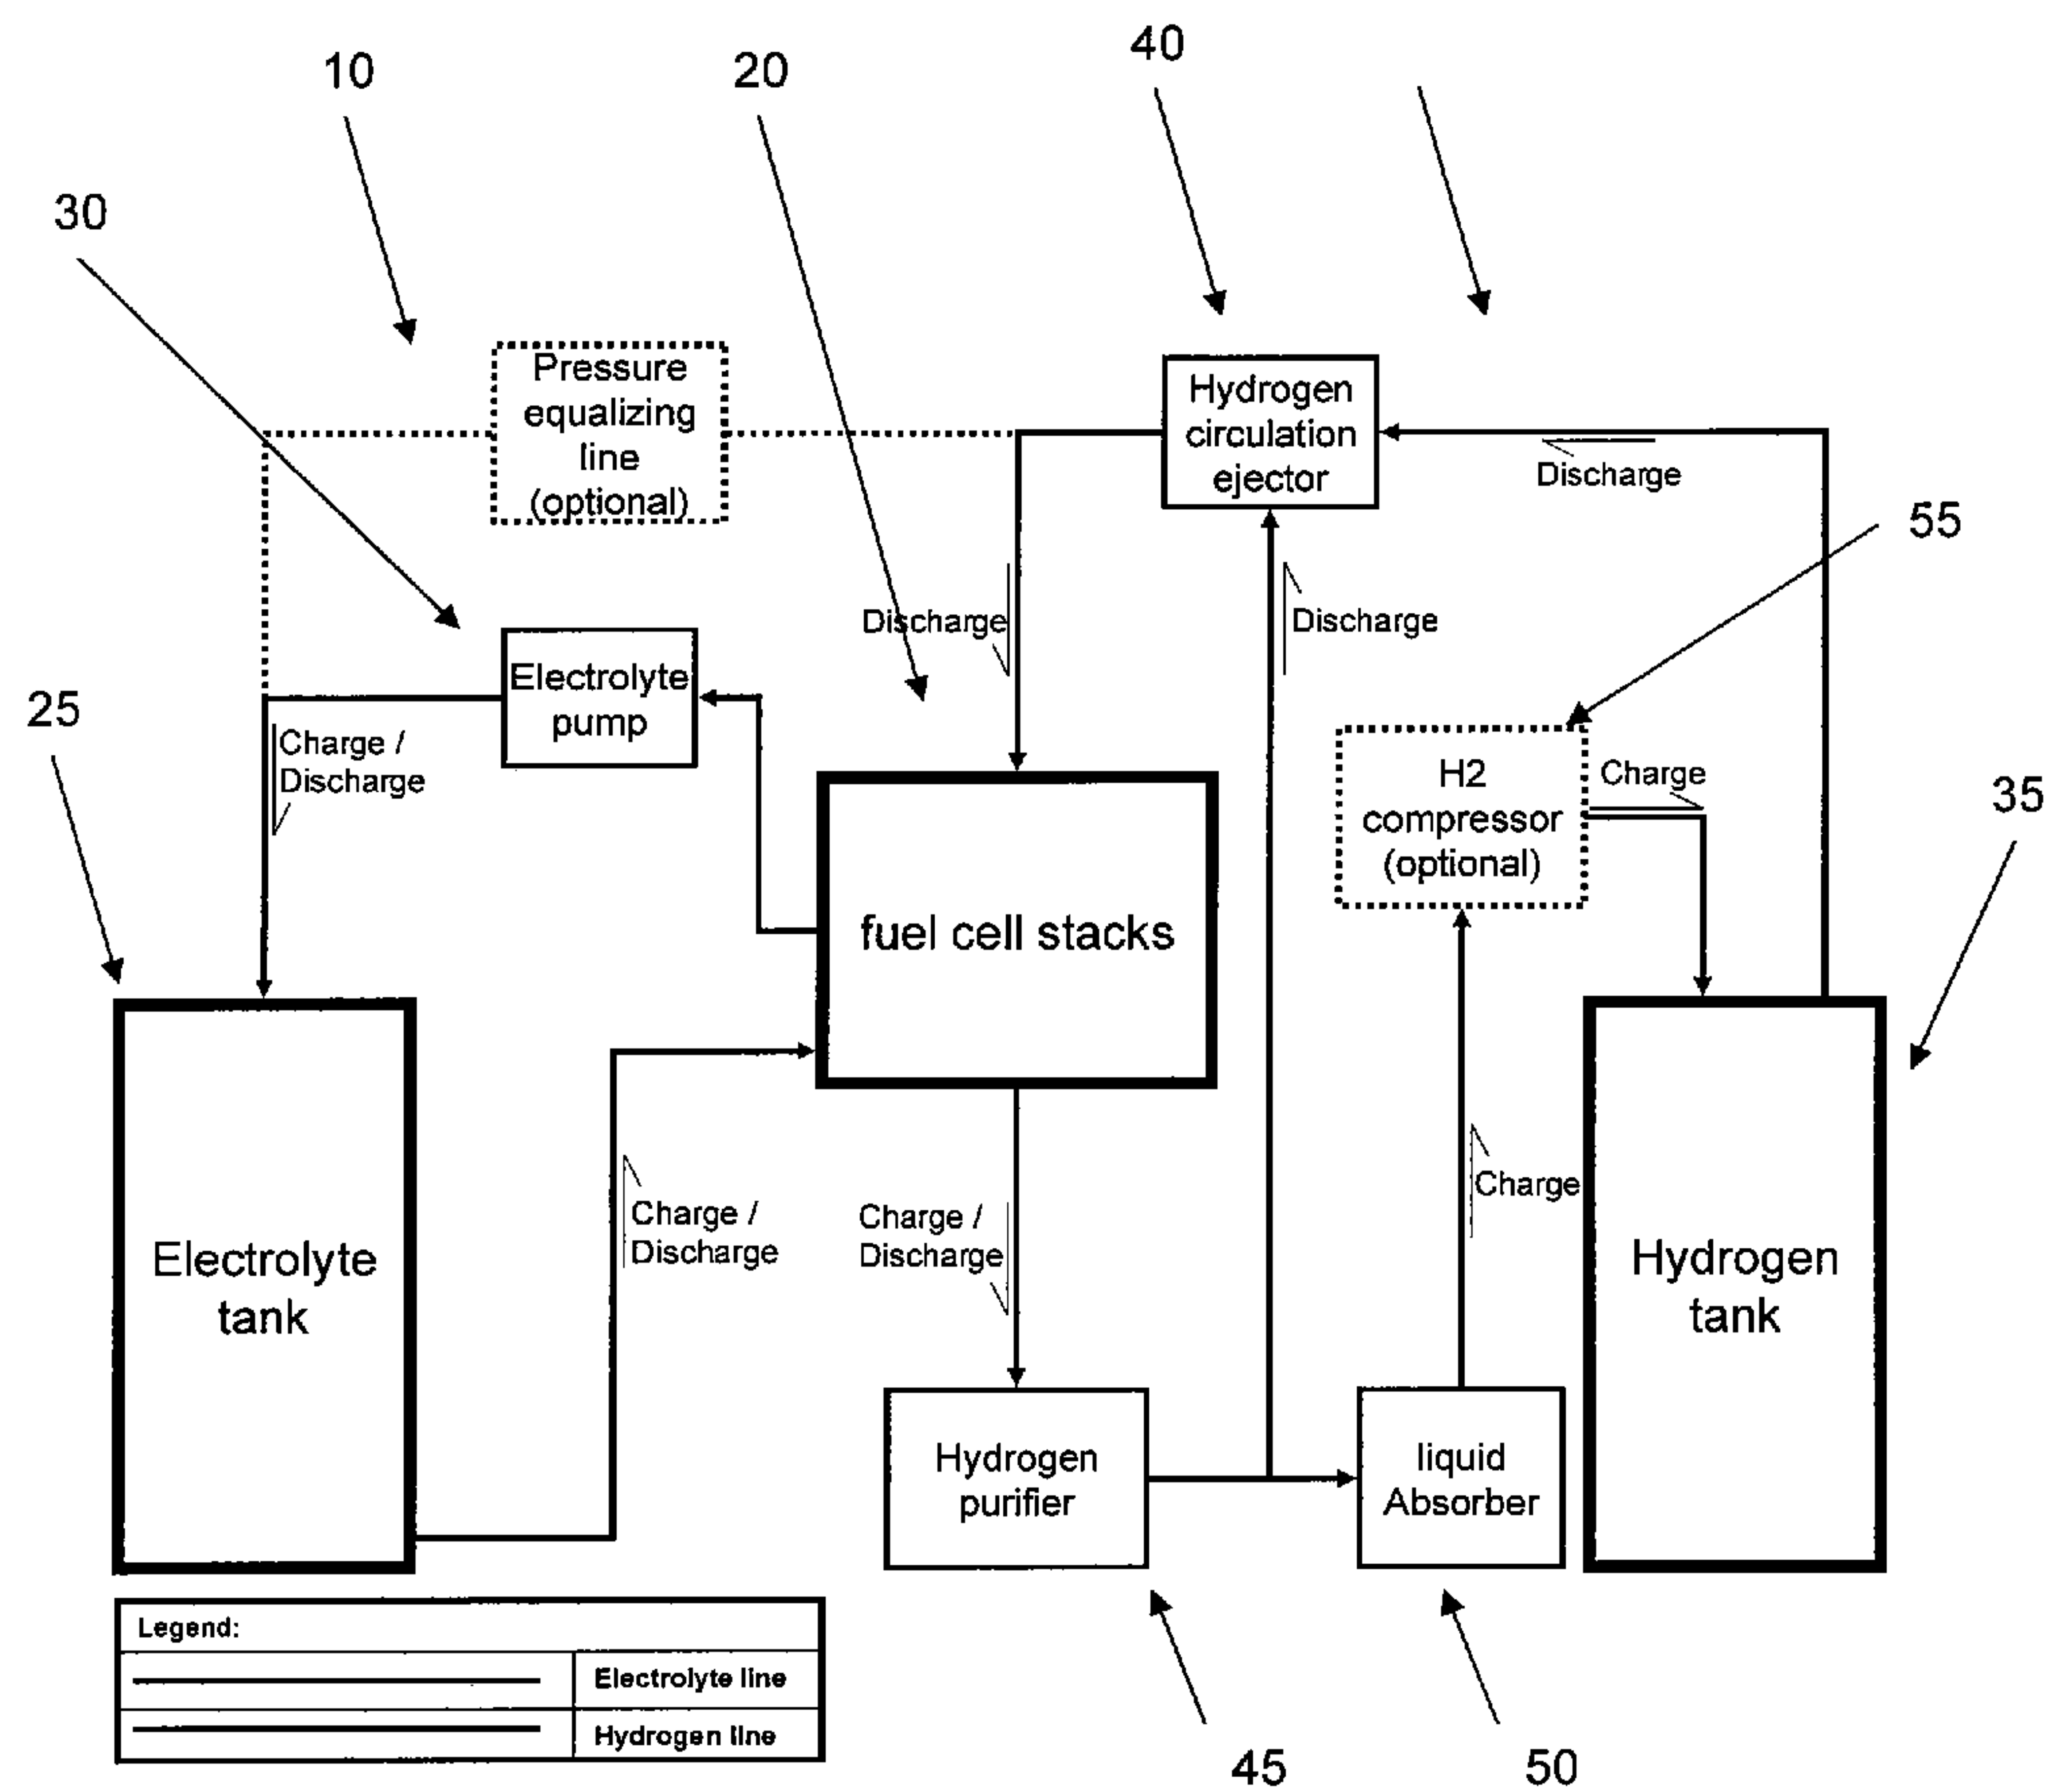 40
10
20
30
Pressure
equalizing
line
(optional)
Hydrogen
circulation
ejector
Discharge
55
Discharge
Discharge
Electrolyte
pump
25
Charge /
Discharge
H2
compressor
(optional)
Charge
35
fuel cell stacks
Charge /
Discharge
Charge /
Discharge
Charge
Electrolyte
tank
Hydrogen
tank
Hydrogen
purifier
liquid
Absorber
Legend:
Electrolyte line
Hydrogen line
45
50